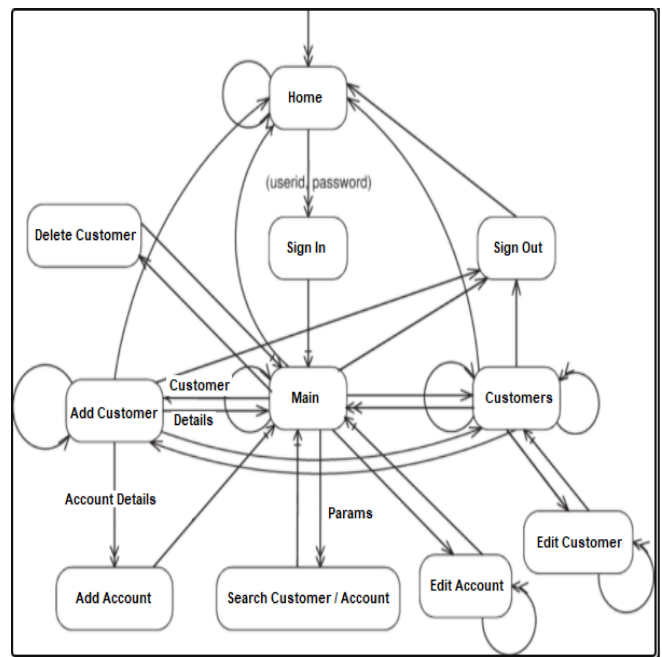 Home
(userid, password)
Delete Customer
Sign In
Sign Out
Customer
Add Customer
Main
Customers
Details
Account Details
Params
Edit Customer
Add Account
Search Customer / Account
Edit Account